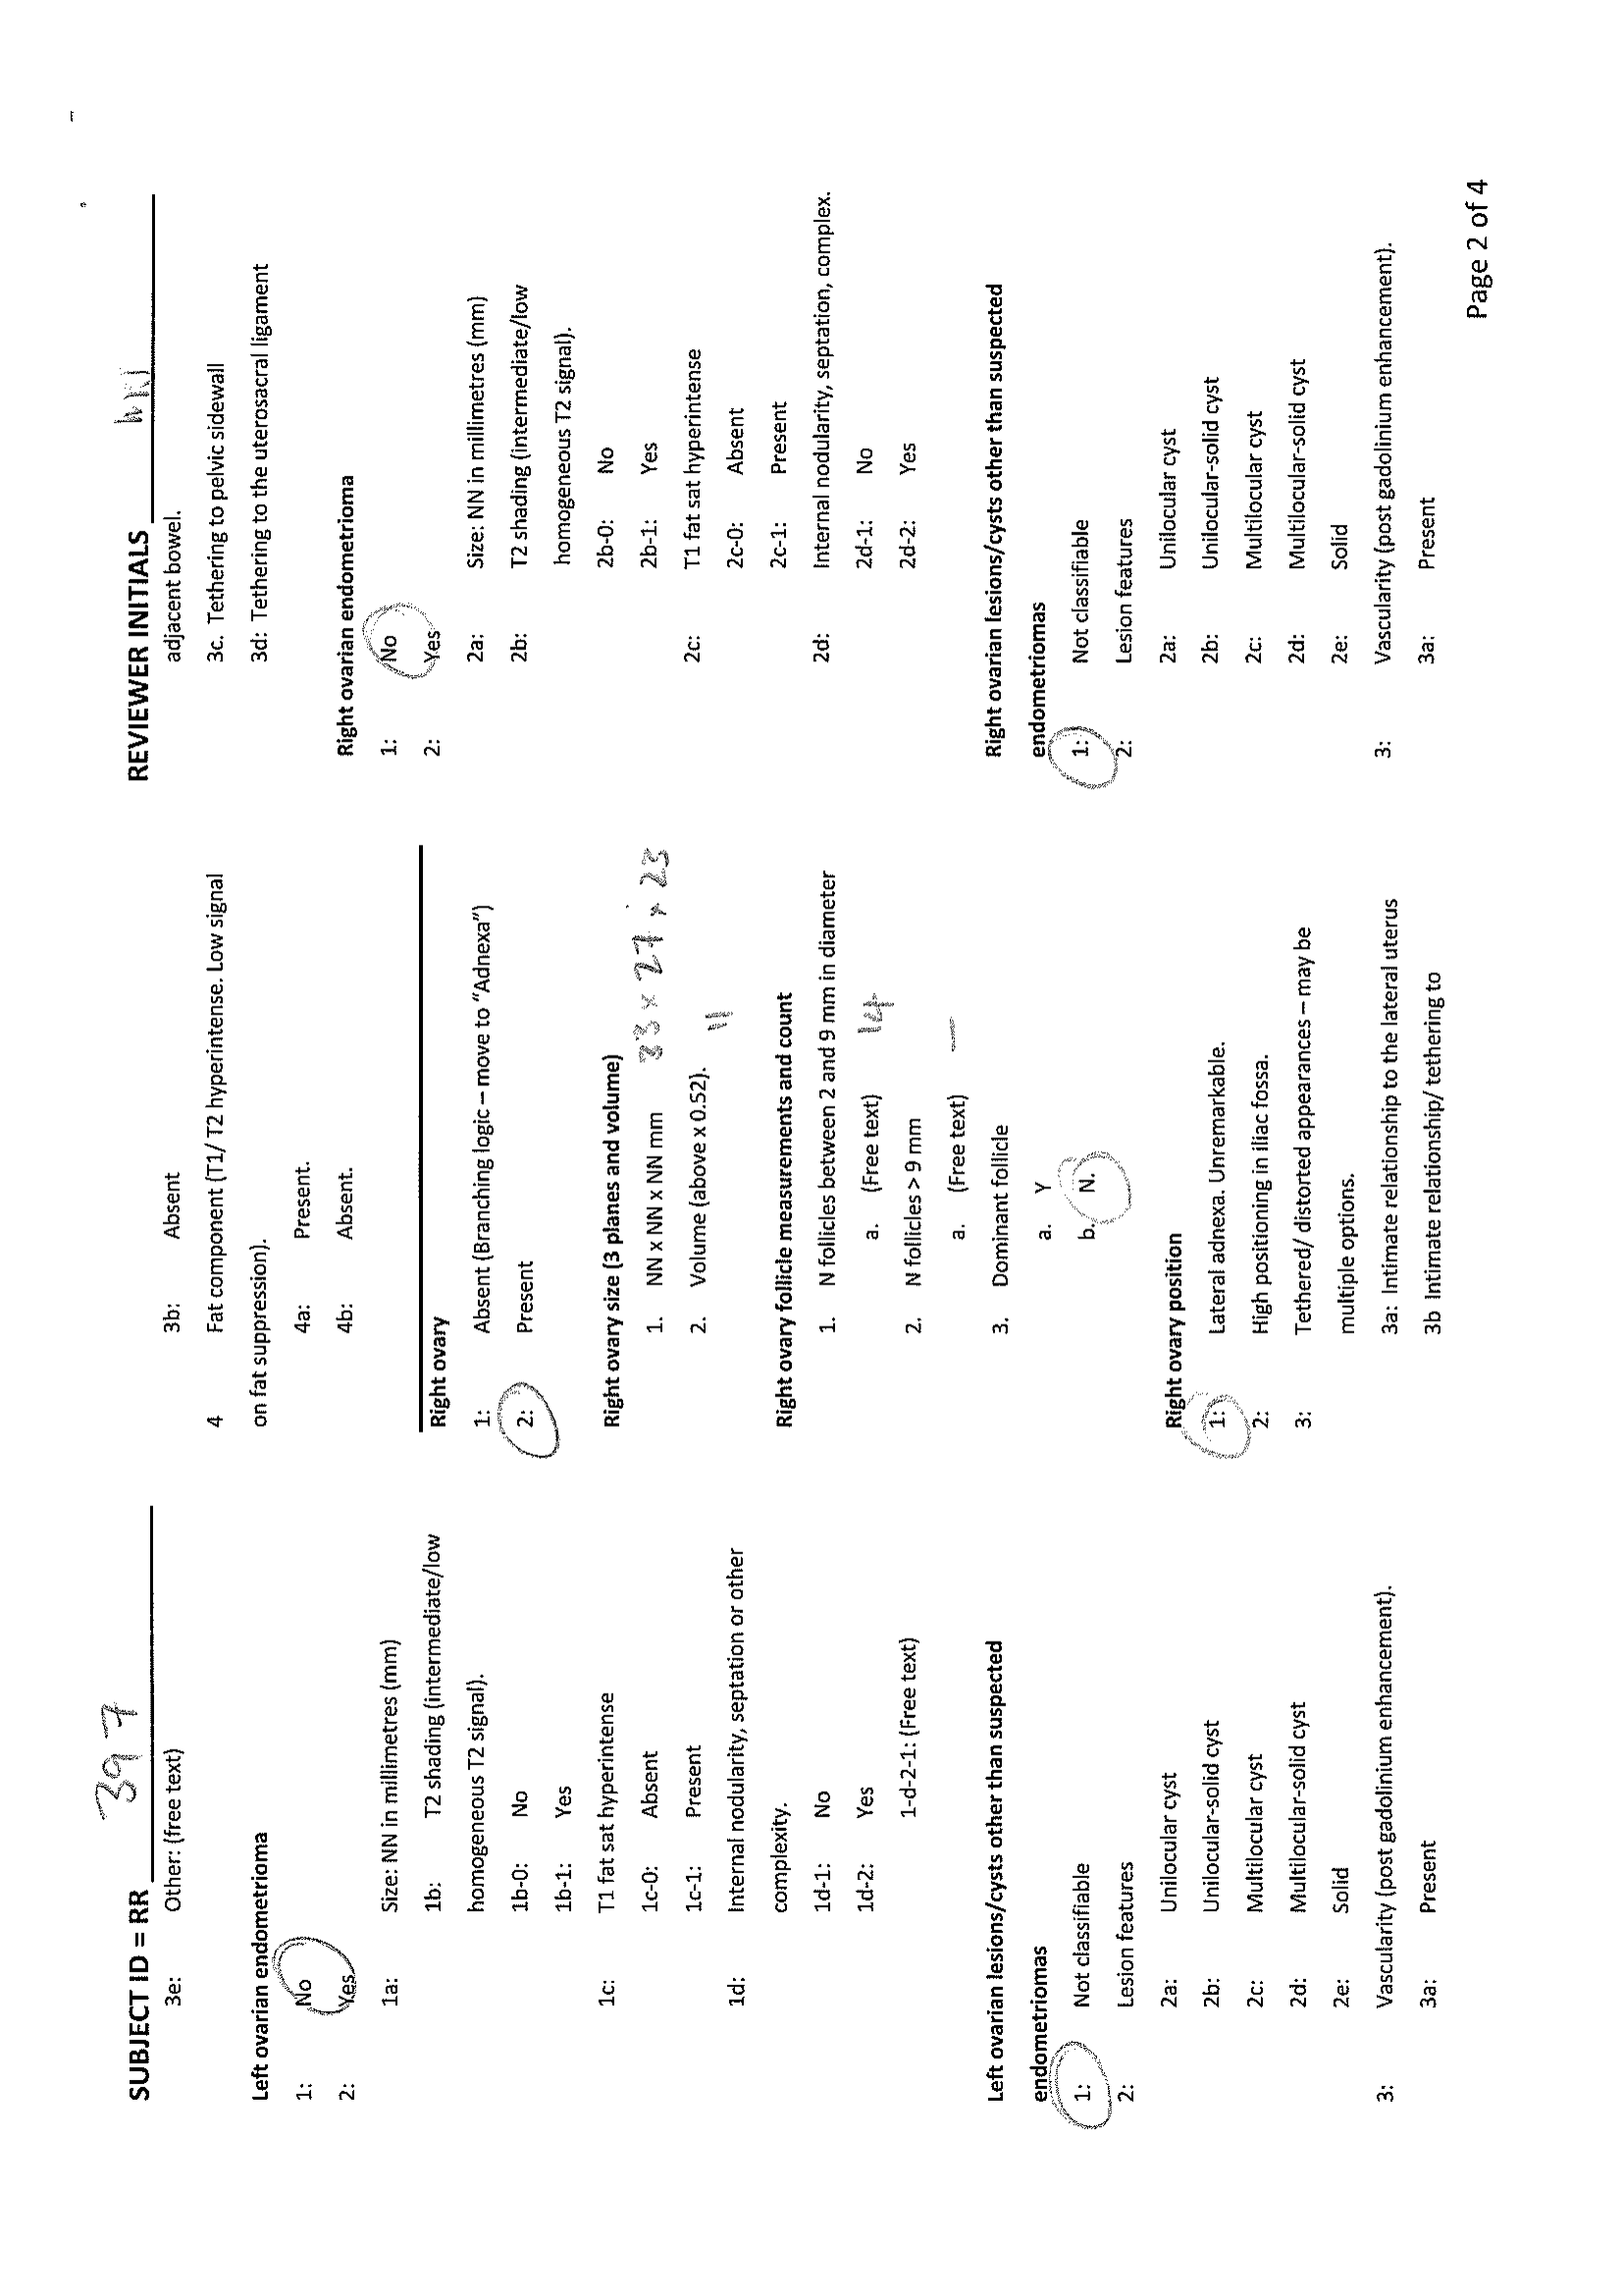 SUBJECT ID = RR 397
3e: Other: (free text)
Left ovarian endometrioma
1: No
2: Yes
1a: Size: NN in millimetres (mm)
1b: T2 shading (intermediate/low
homogeneous T2 signal).
1b-0: No
1b-1: Yes
1c: T1 fat sat hyperintense
1c-0: Absent
1c-1: Present
1d: Internal nodularity, septation or other
complexity.
1d-1: No
1d-2: Yes
1-d-2-1: (Free text)
Left ovarian lesions/cysts other than suspected
endometriomas
1: Not classifiable
2: Lesion features
2a: Unilocular cyst
2b: Unilocular-solid cyst
2c: Multilocular cyst
2d: Multilocular-solid cyst
2e: Solid
3: Vascularity (post gadolinium enhancement).
3a: Present
3b: Absent
4 Fat component (T1/ T2 hyperintense. Low signal
on fat suppression).
4a: Present.
4b: Absent.
Right ovary
1: Absent (Branching logic – move to “Adnexa”)
2: Present
Right ovary size (3 planes and volume)
1. NN x NN x NN mm 33 x 27 x 23
2. Volume (above x 0.52). 11
Right ovary follicle measurements and count
1. N follicles between 2 and 9 mm in diameter
a. (Free text) 14
2. N follicles > 9 mm
a. (Free text) —
3. Dominant follicle
a. Y
b. N.
Right ovary position
1: Lateral adnexa. Unremarkable.
2: High positioning in iliac fossa.
3: Tethered/ distorted appearances – may be
multiple options.
3a: Intimate relationship to the lateral uterus
3b Intimate relationship/ tethering to
REVIEWER INITIALS
adjacent bowel.
3c. Tethering to pelvic sidewall
3d: Tethering to the uterosacral ligament
Right ovarian endometrioma
1: No
2: Yes
2a: Size: NN in millimetres (mm)
2b: T2 shading (intermediate/low
homogeneous T2 signal).
2b-0: No
2b-1: Yes
2c: T1 fat sat hyperintense
2c-0: Absent
2c-1: Present
2d: Internal nodularity, septation, complex.
2d-1: No
2d-2: Yes
Right ovarian lesions/cysts other than suspected
endometriomas
1: Not classifiable
2: Lesion features
2a: Unilocular cyst
2b: Unilocular-solid cyst
2c: Multilocular cyst
2d: Multilocular-solid cyst
2e: Solid
3: Vascularity (post gadolinium enhancement).
3a: Present
Page 2 of 4